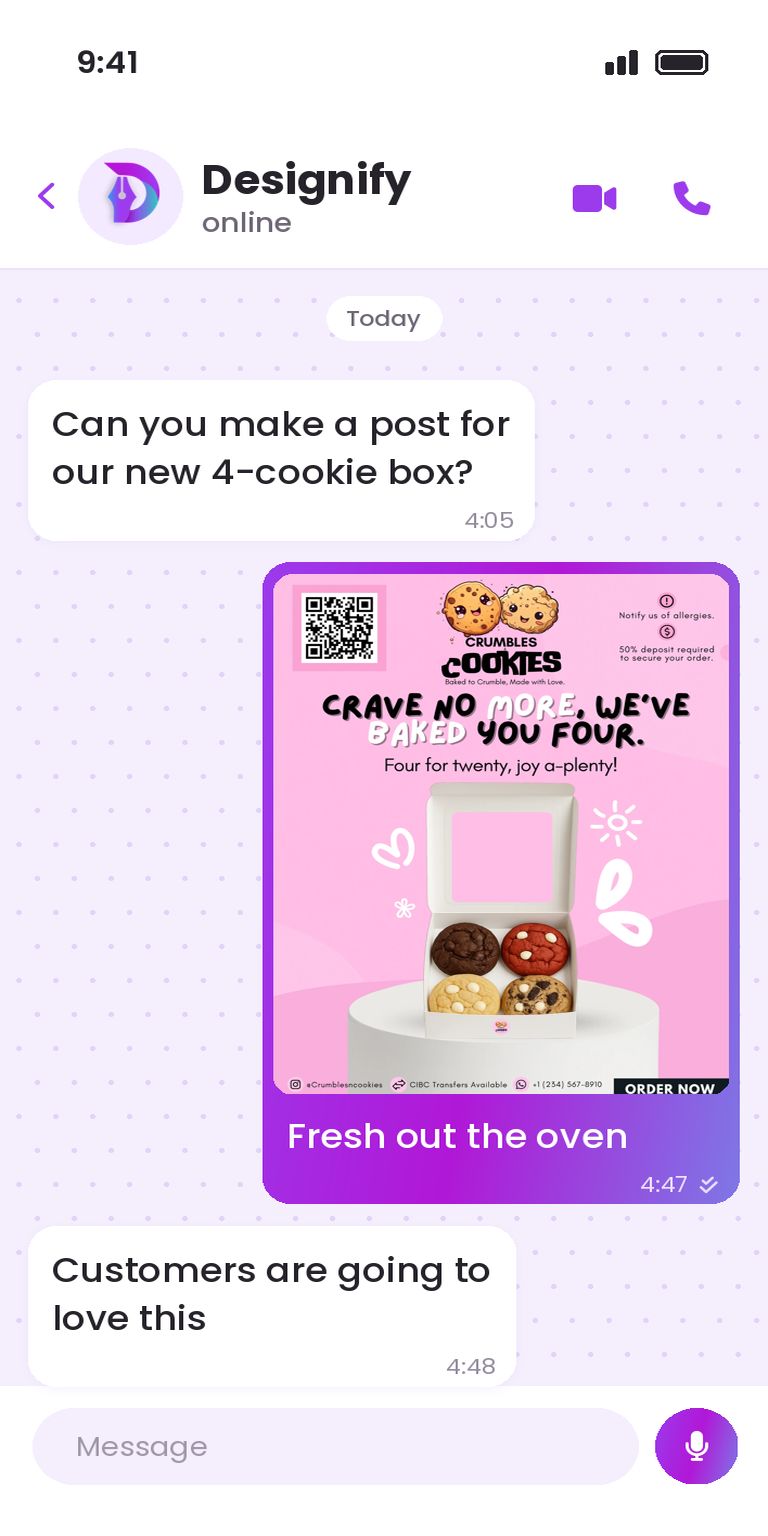 9:41
Designify
online
Today
Can you make a post for
our new 4-cookie box?
4:05
CRUMBLES
COOKIES
Baked to Crumble, Made with Love.
Notify us of allergies.
50% deposit required
to secure your order.
CRAVE NO MORE, WE'VE
BAKED YOU FOUR.
Four for twenty, joy a-plenty!
@Crumblesncookies CIBC Transfers Available +1 (234) 567-8910 ORDER NOW
Fresh out the oven
4:47
Customers are going to
love this
4:48
Message